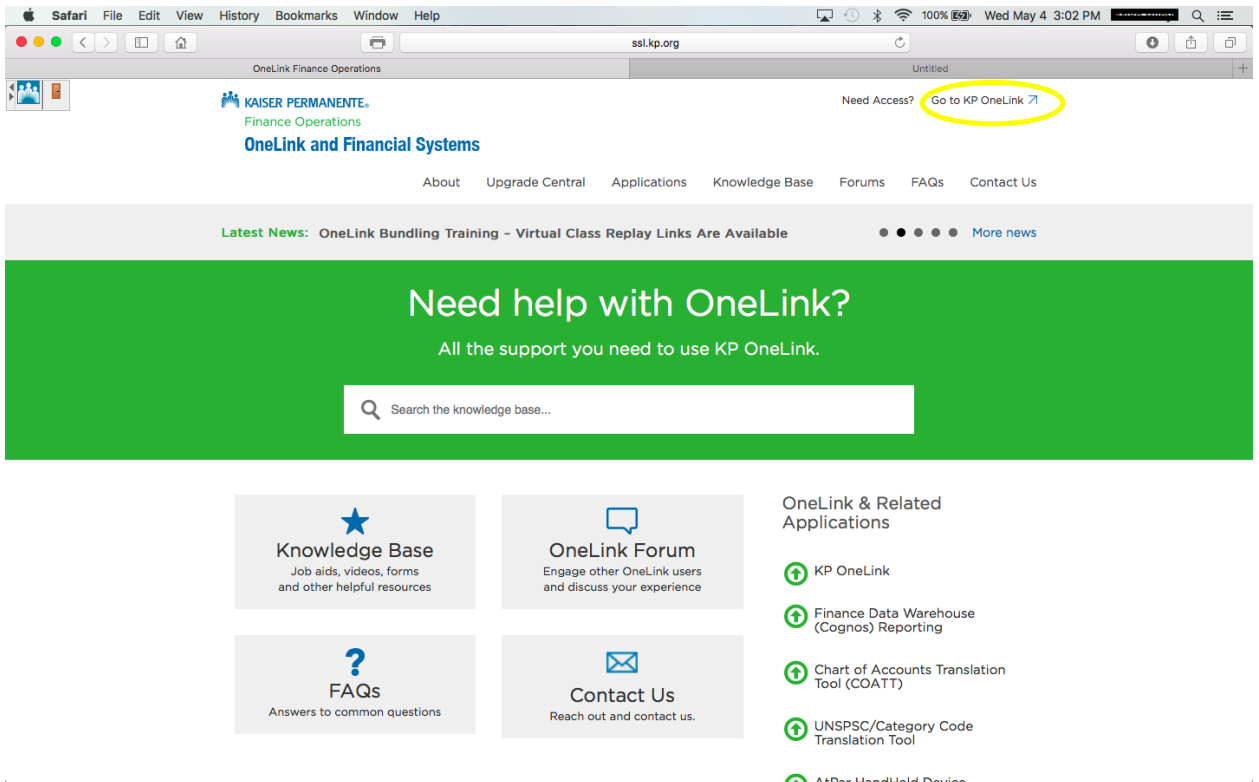 Safari File Edit View History Bookmarks Window Help 100% Wed May 4 3:02 PM
ssl.kp.org
OneLink Finance Operations Untitled
KAISER PERMANENTE®
Need Access? Go to KP OneLink
Finance Operations
OneLink and Financial Systems
About Upgrade Central Applications Knowledge Base Forums FAQs Contact Us
Latest News: OneLink Bundling Training – Virtual Class Replay Links Are Available More news
Need help with OneLink?
All the support you need to use KP OneLink.
Search the knowledge base...
Knowledge Base
Job aids, videos, forms
and other helpful resources
OneLink Forum
Engage other OneLink users
and discuss your experience
FAQs
Answers to common questions
Contact Us
Reach out and contact us.
OneLink & Related
Applications
KP OneLink
Finance Data Warehouse
(Cognos) Reporting
Chart of Accounts Translation
Tool (COATT)
UNSPSC/Category Code
Translation Tool
AtPar HandHeld Device